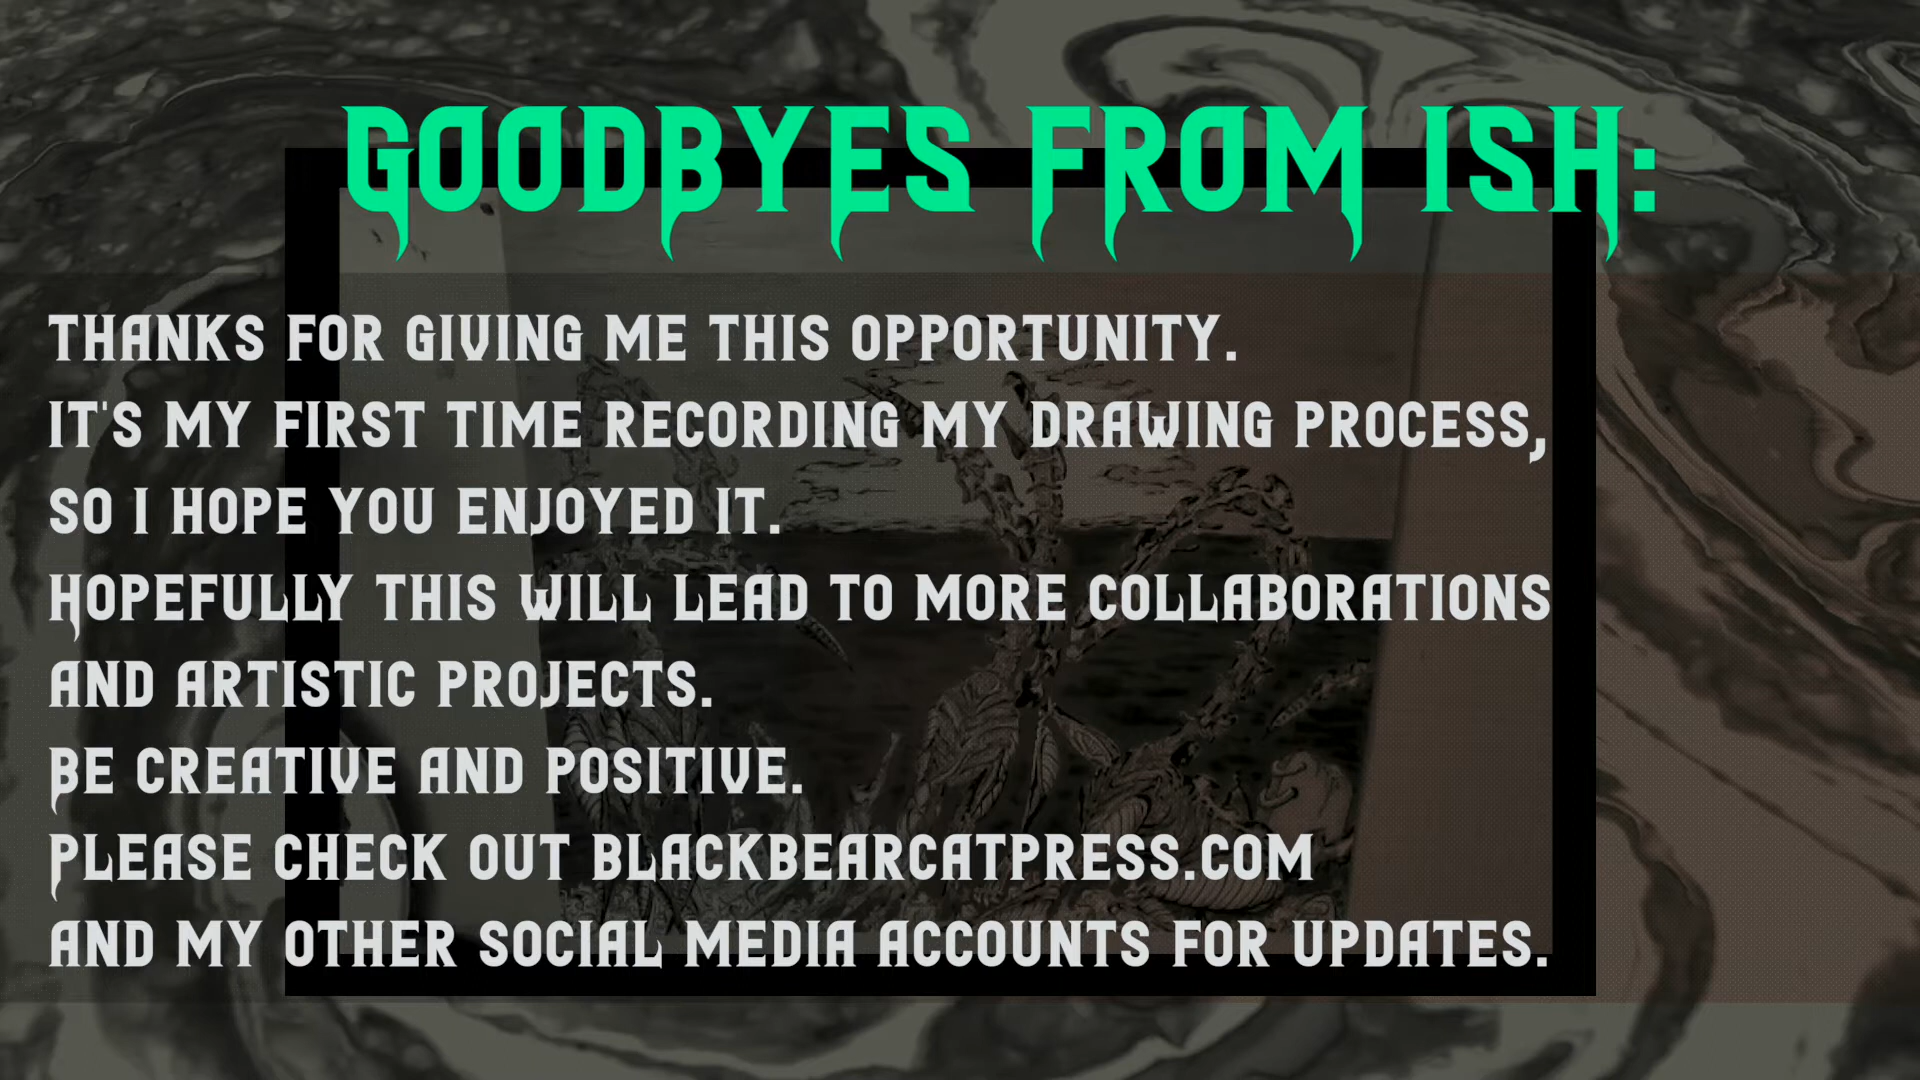 GOODBYES FROM ISH:
THANKS FOR GIVING ME THIS OPPORTUNITY.
IT'S MY FIRST TIME RECORDING MY DRAWING PROCESS,
SO I HOPE YOU ENJOYED IT.
HOPEFULLY THIS WILL LEAD TO MORE COLLABORATIONS
AND ARTISTIC PROJECTS.
BE CREATIVE AND POSITIVE.
PLEASE CHECK OUT BLACKBEARCATPRESS.COM
AND MY OTHER SOCIAL MEDIA ACCOUNTS FOR UPDATES.